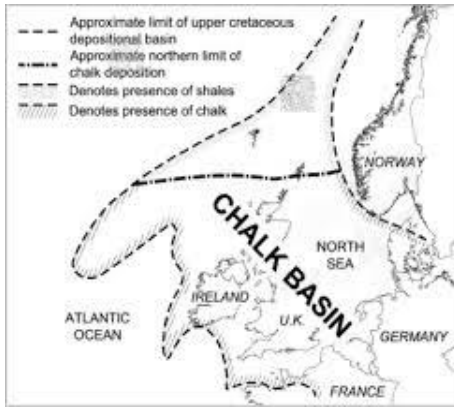 Approximate limit of upper cretaceous
depositional basin
Approximate northern limit of
chalk deposition
Denotes presence of shales
Denotes presence of chalk
NORWAY
CHALK BASIN
NORTH
SEA
IRELAND
ATLANTIC
OCEAN
U.K.
GERMANY
FRANCE